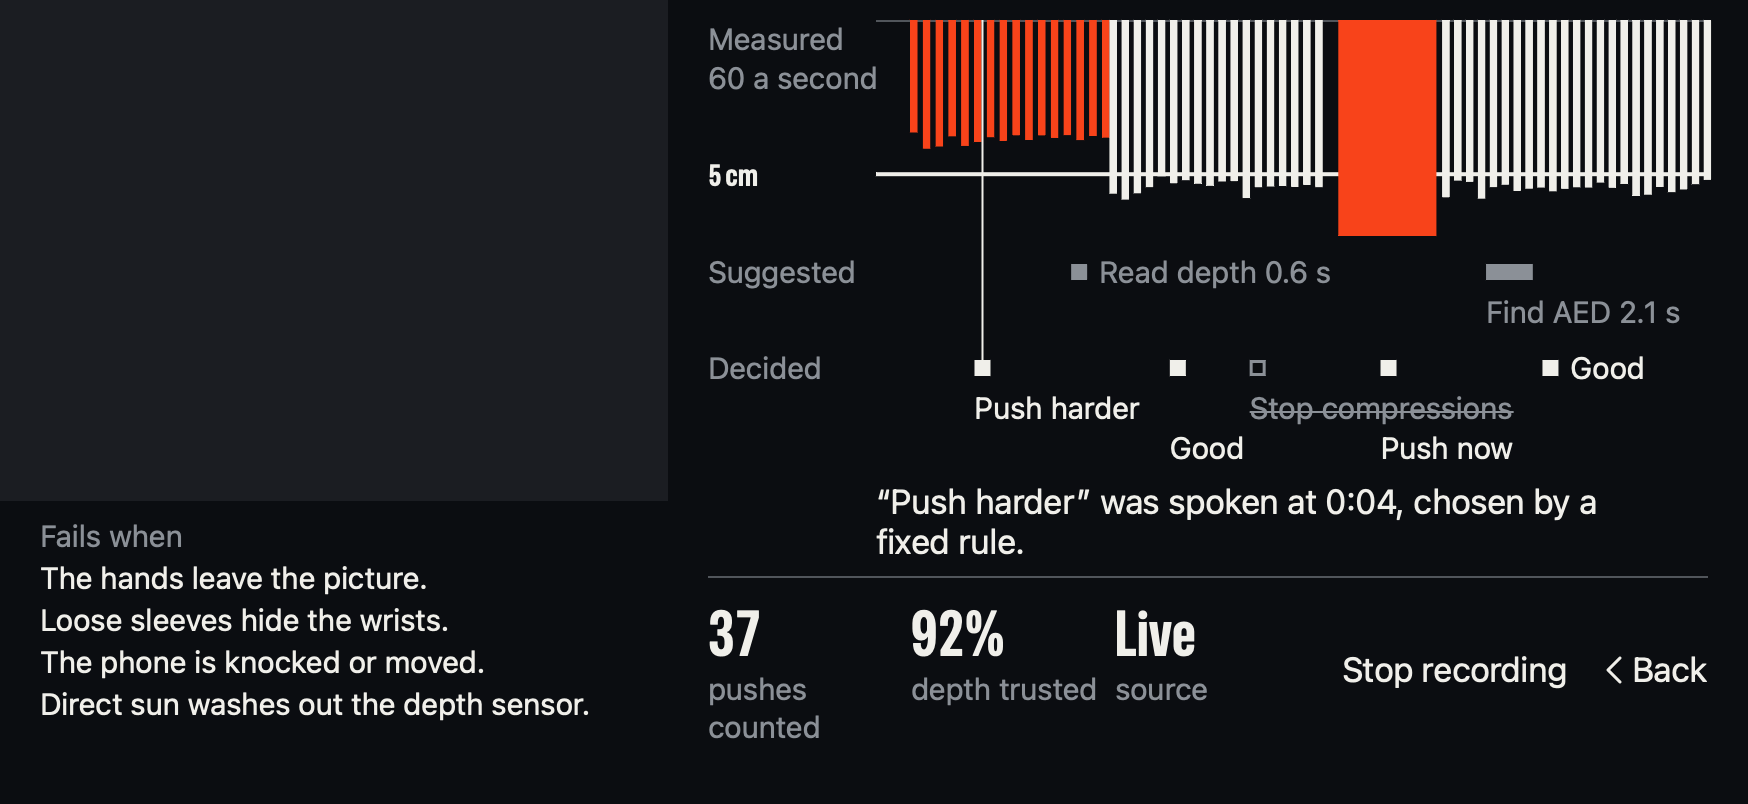 Measured
60 a second
5 cm
Suggested
Read depth 0.6 s
Find AED 2.1 s
Decided
Good
Push harder
Stop compressions
Good
Push now
“Push harder” was spoken at 0:04, chosen by a
fixed rule.
Fails when
The hands leave the picture.
Loose sleeves hide the wrists.
The phone is knocked or moved.
Direct sun washes out the depth sensor.
37
pushes
counted
92%
depth trusted
Live
source
Stop recording
Back